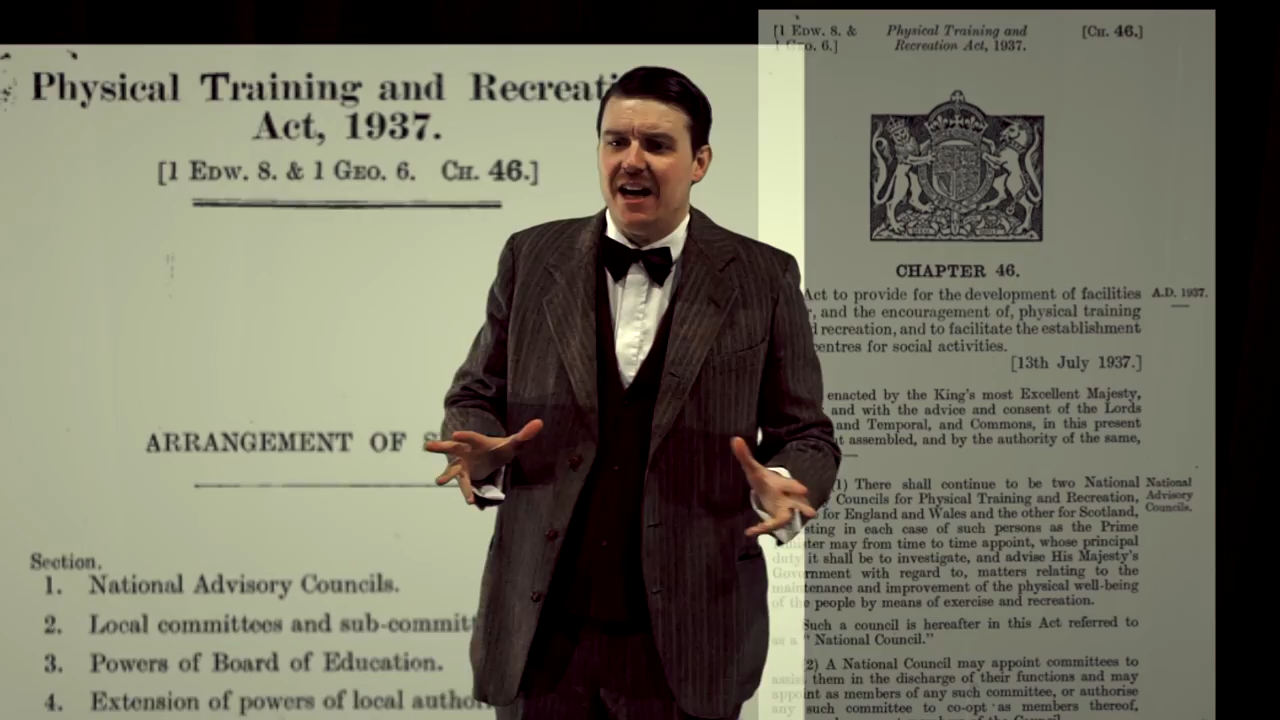 Physical Training and Recreati
Act, 1937.
[1 EDW. 8. & 1 GEO. 6. CH. 46.]
ARRANGEMENT OF S
Section.
1. National Advisory Councils.
2. Local committees and sub-committ
3. Powers of Board of Education.
4. Extension of powers of local author
[1 EDW. 8. & Physical Training and [CH. 46.]
1 GEO. 6.] Recreation Act, 1937.
CHAPTER 46.
Act to provide for the development of facilities A.D. 1937.
, and the encouragement of, physical training
d recreation, and to facilitate the establishment
centres for social activities.
[13th July 1937.]
enacted by the King's most Excellent Majesty,
and with the advice and consent of the Lords
and Temporal, and Commons, in this present
t assembled, and by the authority of the same,
1) There shall continue to be two National National
y Councils for Physical Training and Recreation, Advisory
for England and Wales and the other for Scotland, Councils.
sting in each case of such persons as the Prime
inister may from time to time appoint, whose principal
duty it shall be to investigate, and advise His Majesty's
Government with regard to, matters relating to the
maintenance and improvement of the physical well-being
of the people by means of exercise and recreation.
Such a council is hereafter in this Act referred to
as a "National Council."
2) A National Council may appoint committees to
assist them in the discharge of their functions and may
appoint as members of any such committee, or authorise
any such committee to co-opt as members thereof,